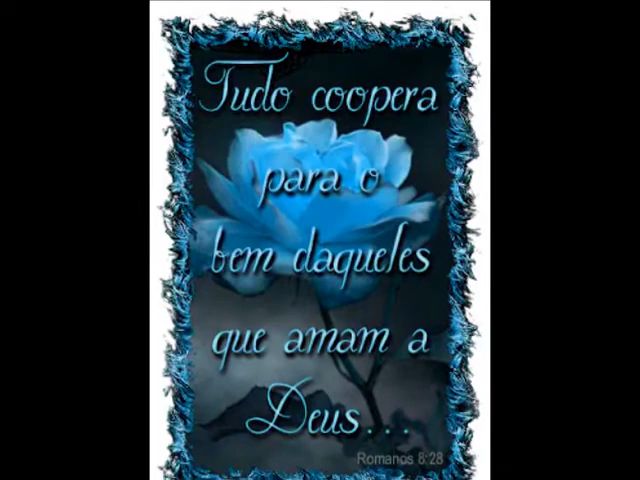 Tudo coopera
para o
bem daqueles
que amam a
Deus...
Romanos 8:28